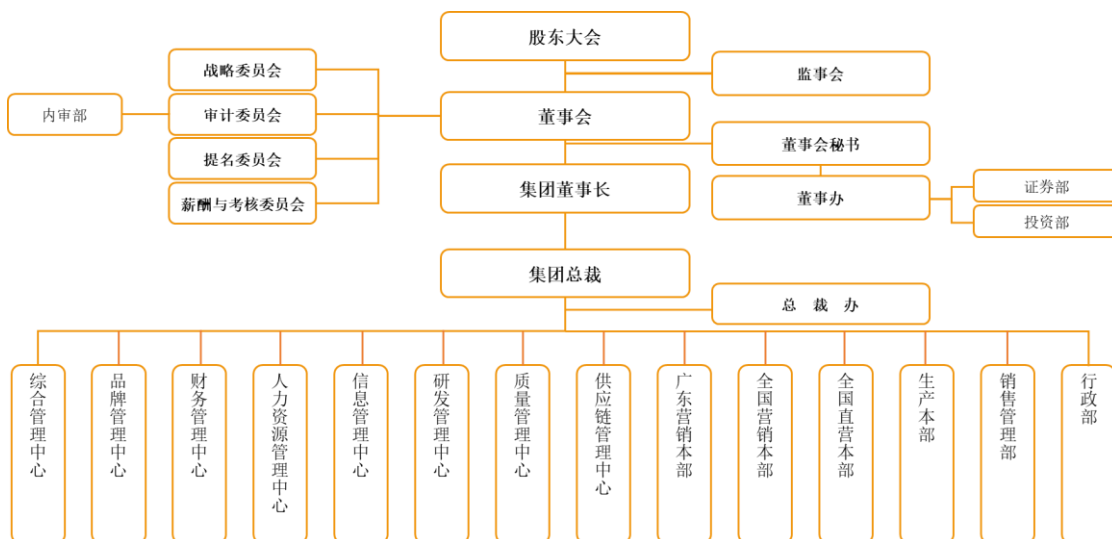 股东大会
战略委员会
监事会
内审部
审计委员会
董事会
提名委员会
董事会秘书
薪酬与考核委员会
集团董事长
董事办
证券部
投资部
集团总裁
总 裁 办
综合管理中心
品牌管理中心
财务管理中心
人力资源管理中心
信息管理中心
研发管理中心
质量管理中心
供应链管理中心
广东营销本部
全国营销本部
全国直营本部
生产本部
销售管理部
行政部